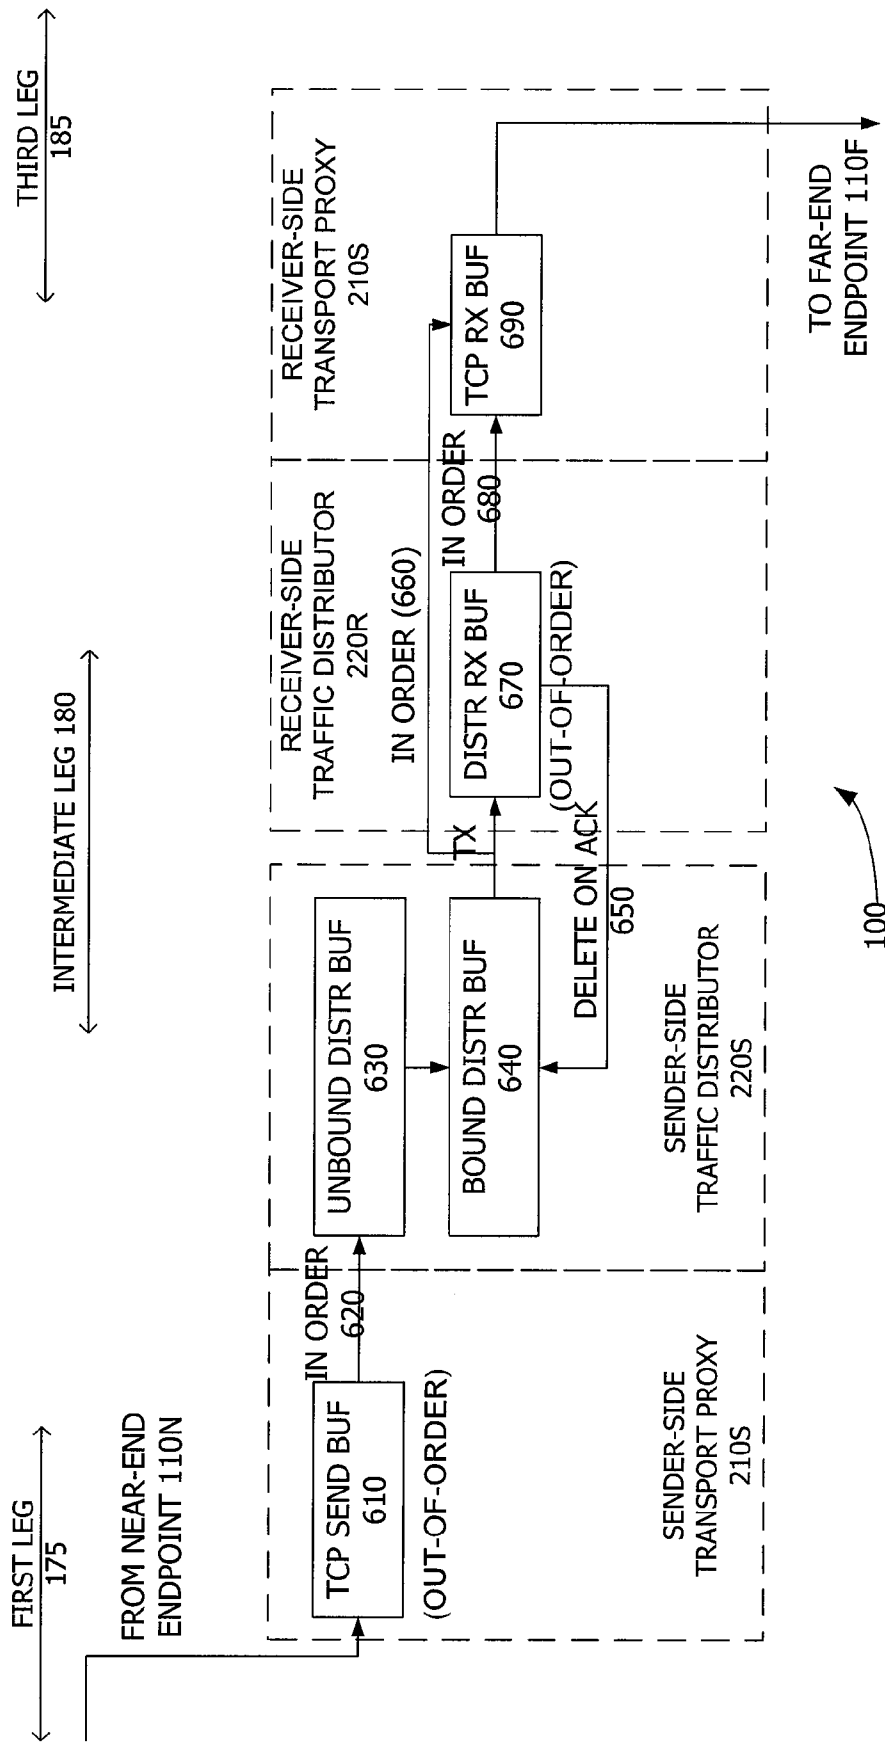 FIRST LEG
175
INTERMEDIATE LEG 180
THIRD LEG
185
FROM NEAR-END
ENDPOINT 110N
TCP SEND BUF
610
(OUT-OF-ORDER)
SENDER-SIDE
TRANSPORT PROXY
210S
IN ORDER
620
UNBOUND DISTR BUF
630
BOUND DISTR BUF
640
SENDER-SIDE
TRAFFIC DISTRIBUTOR
220S
TX
DELETE ON ACK
650
RECEIVER-SIDE
TRAFFIC DISTRIBUTOR
220R
IN ORDER (660)
DISTR RX BUF
670
(OUT-OF-ORDER)
IN ORDER
680
RECEIVER-SIDE
TRANSPORT PROXY
210S
TCP RX BUF
690
TO FAR-END
ENDPOINT 110F
100